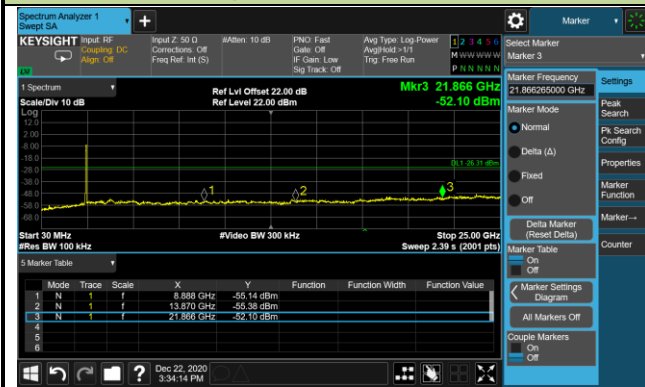 Spectrum Analyzer 1
Swept SA
+
Marker
KEYSIGHT
Input: RF
Coupling: DC
Align: Off
Input Z: 50 Ω
Corrections: Off
Freq Ref: Int (S)
#Atten: 10 dB
PNO: Fast
Gate: Off
IF Gain: Low
Sig Track: Off
Avg Type: Log-Power
Avg|Hold:>1/1
Trig: Free Run
1 2 3 4 5 6
M W W W W W
P N N N N N
LXI
Select Marker
Marker 3
1 Spectrum
Scale/Div 10 dB
Ref Lvl Offset 22.00 dB
Ref Level 22.00 dBm
Mkr3 21.866 GHz
-52.10 dBm
Log
12.0
2.00
-8.00
-18.0
-28.0
-38.0
-48.0
-58.0
-68.0
DL1 -26.31 dBm
1
2
3
Start 30 MHz
#Video BW 300 kHz
Stop 25.00 GHz
#Res BW 100 kHz
Sweep 2.39 s (2001 pts)
5 Marker Table
Mode Trace Scale X Y Function Function Width Function Value
1 N 1 f 8.888 GHz -55.14 dBm
2 N 1 f 13.870 GHz -55.38 dBm
3 N 1 f 21.866 GHz -52.10 dBm
4
5
6
Marker Frequency
21.866265000 GHz
Marker Mode
Normal
Delta (Δ)
Fixed
Off
Delta Marker
(Reset Delta)
Marker Table
On
Off
Marker Settings
Diagram
All Markers Off
Couple Markers
On
Off
Settings
Peak
Search
Pk Search
Config
Properties
Marker
Function
Marker→
Counter
?
Dec 22, 2020
3:34:14 PM